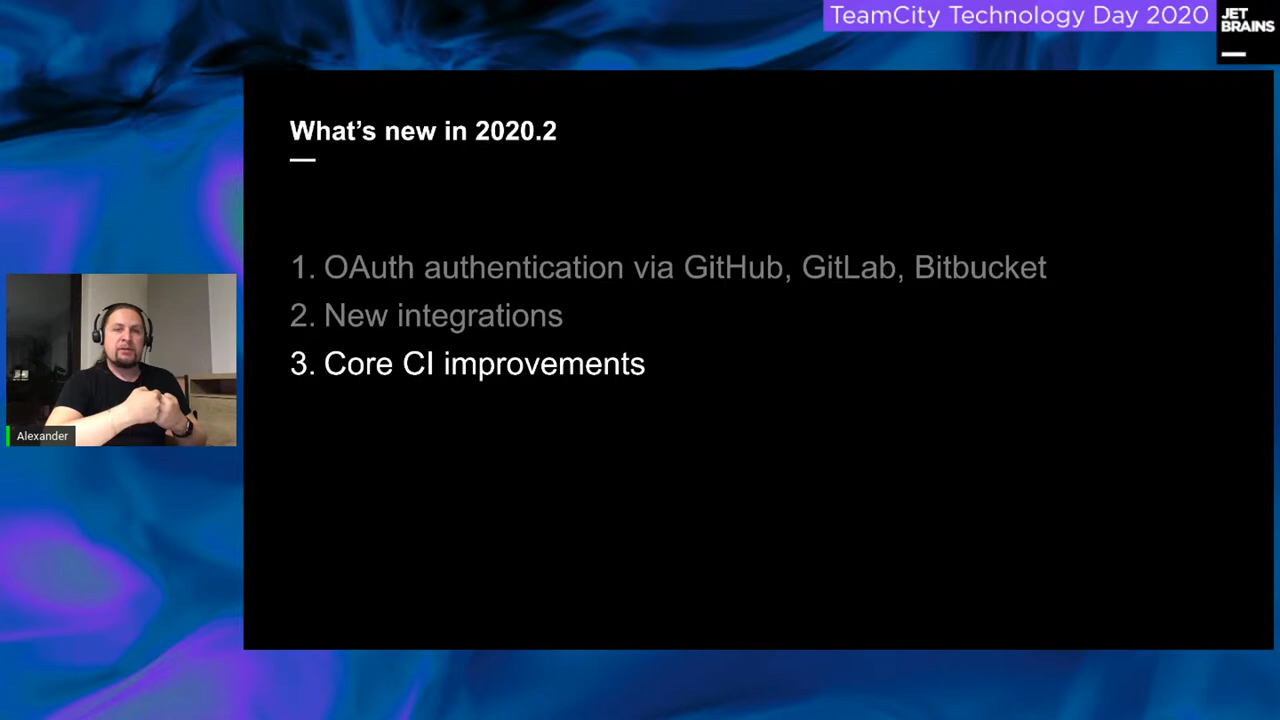 TeamCity Technology Day 2020
JET
BRAINS
What's new in 2020.2
1. OAuth authentication via GitHub, GitLab, Bitbucket
2. New integrations
3. Core CI improvements
Alexander